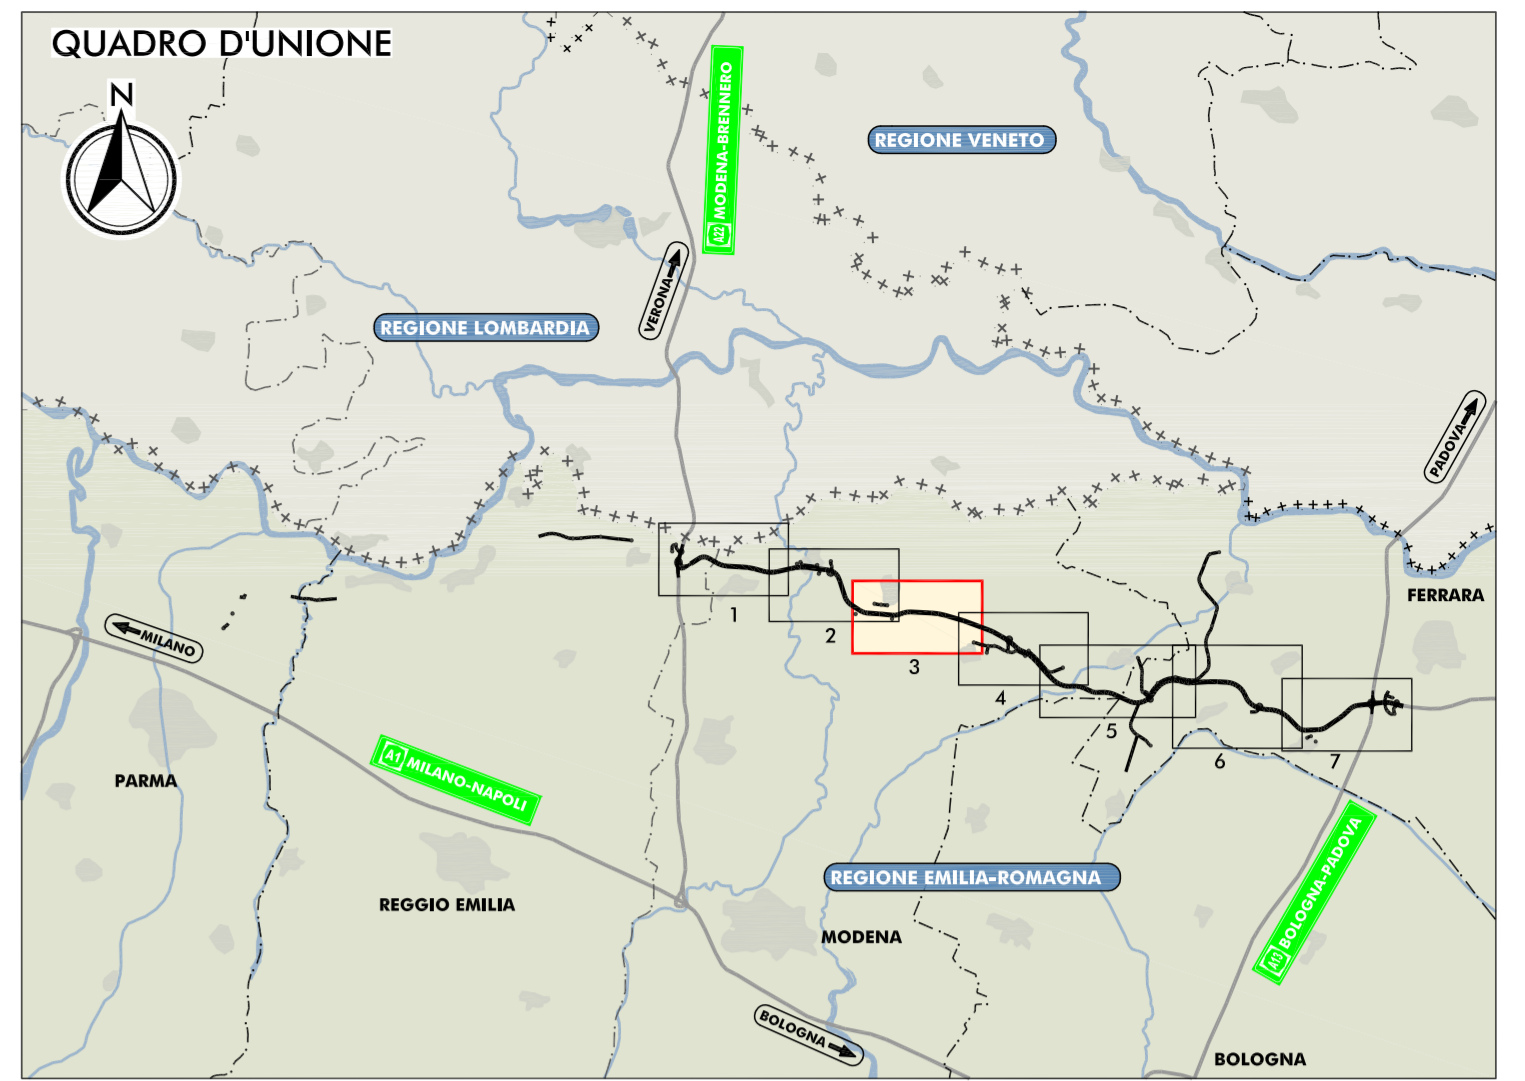 QUADRO D'UNIONE
N
A22 MODENA-BRENNERO
REGIONE VENETO
VERONA
REGIONE LOMBARDIA
PADOVA
FERRARA
MILANO
1
2
3
4
5
6
7
PARMA
A1 MILANO-NAPOLI
REGIONE EMILIA-ROMAGNA
A13 BOLOGNA-PADOVA
REGGIO EMILIA
MODENA
BOLOGNA
BOLOGNA